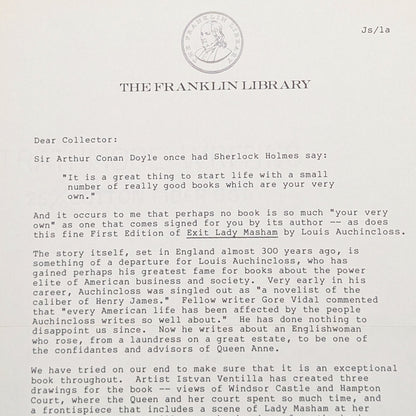 THE FRANKLIN LIBRARY
Js/1a
THE FRANKLIN LIBRARY
Dear Collector:
Sir Arthur Conan Doyle once had Sherlock Holmes say:
"It is a great thing to start life with a small
number of really good books which are your very
own."
And it occurs to me that perhaps no book is so much "your very
own" as one that comes signed for you by its author -- as does
this fine First Edition of Exit Lady Masham by Louis Auchincloss.
The story itself, set in England almost 300 years ago, is
something of a departure for Louis Auchincloss, who has
gained perhaps his greatest fame for books about the power
elite of American business and society. Very early in his
career, Auchincloss was singled out as "a novelist of the
caliber of Henry James." Fellow writer Gore Vidal commented
that "every American life has been affected by the people
Auchincloss writes so well about." He has done nothing to
disappoint us since. Now he writes about an Englishwoman
who rose, from a laundress on a great estate, to be one of
the confidantes and advisors of Queen Anne.
We have tried on our end to make sure that it is an exceptional
book throughout. Artist Istvan Ventilla has created three
drawings for the book -- views of Windsor Castle and Hampton
Court, where the Queen and her court spent so much time, and
a frontispiece that includes a scene of Lady Masham at her